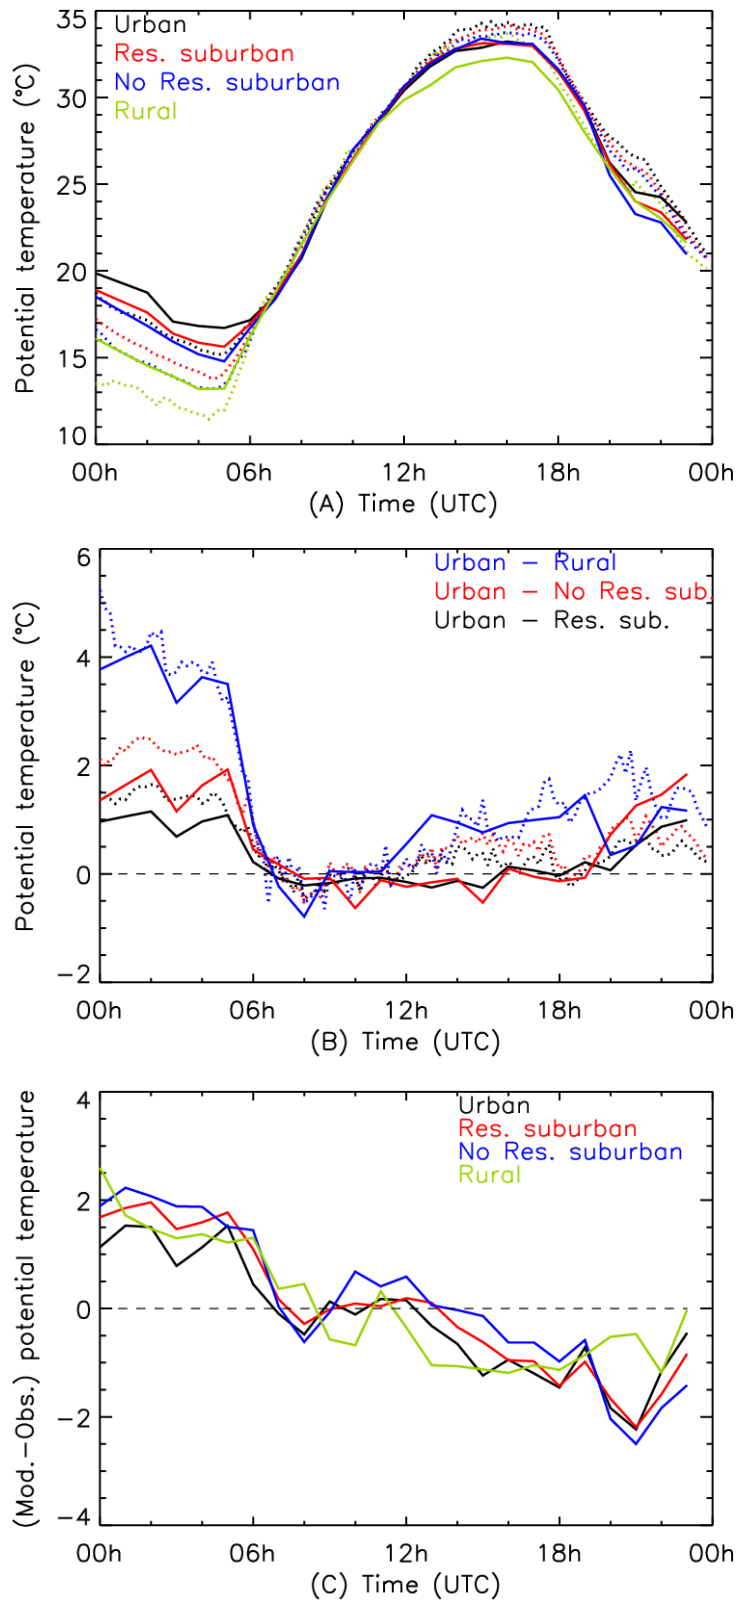 35
Urban
Res. suburban
No Res. suburban
Rural
30
25
20
15
10
Potential temperature (°C)
00h 06h 12h 18h 00h
(A) Time (UTC)
6
Urban – Rural
Urban – No Res. sub.
Urban – Res. sub.
4
2
0
−2
Potential temperature (°C)
00h 06h 12h 18h 00h
(B) Time (UTC)
4
Urban
Res. suburban
No Res. suburban
Rural
2
0
−2
−4
(Mod.−Obs.) potential temperature
00h 06h 12h 18h 00h
(C) Time (UTC)